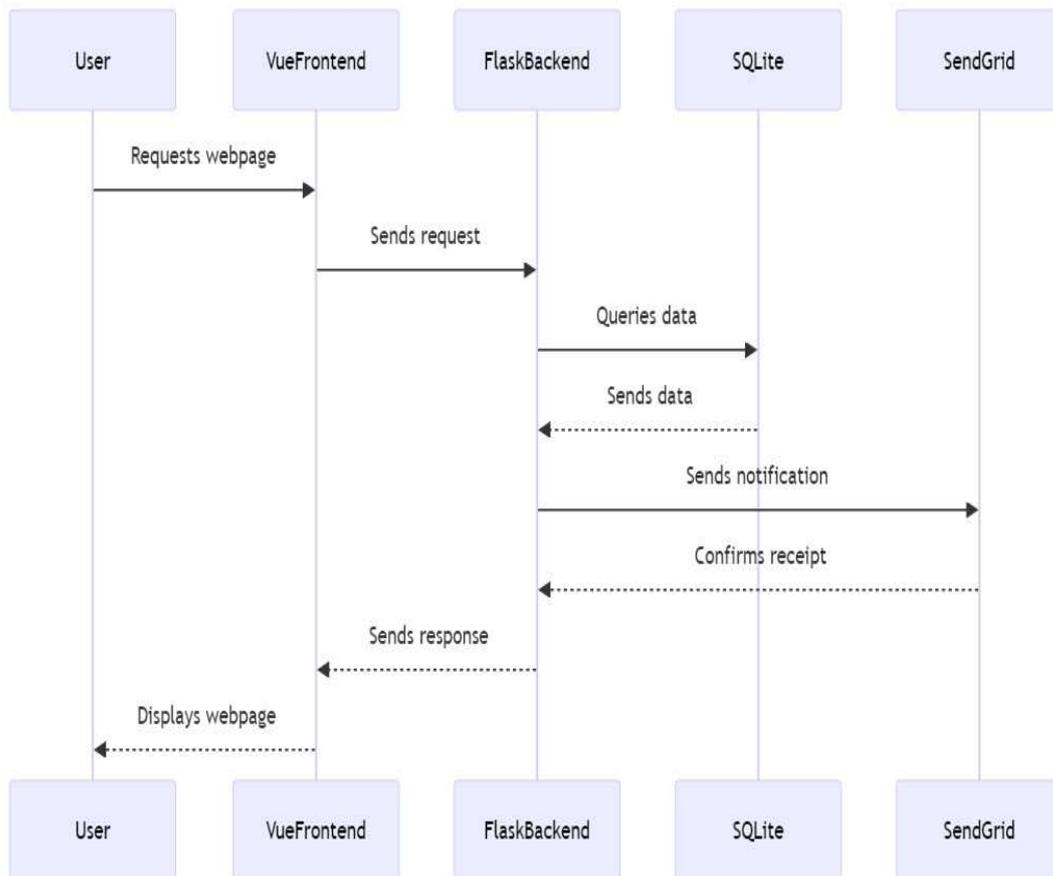 User VueFrontend FlaskBackend SQLite SendGrid
Requests webpage
Sends request
Queries data
Sends data
Sends notification
Confirms receipt
Sends response
Displays webpage
User VueFrontend FlaskBackend SQLite SendGrid